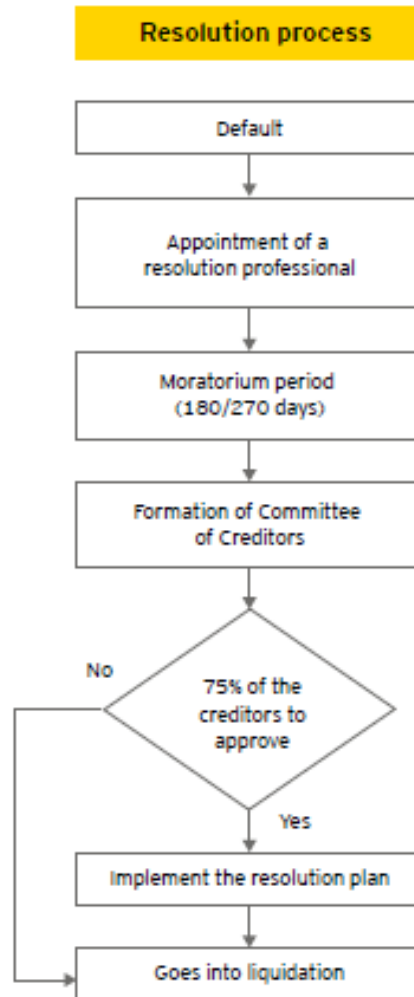 Resolution process
Default
Appointment of a
resolution professional
Moratorium period
(180/270 days)
Formation of Committee
of Creditors
No
75% of the
creditors to
approve
Yes
Implement the resolution plan
Goes into liquidation